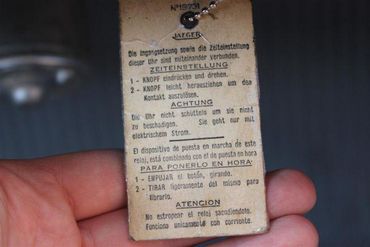 Nº19731
JAEGER
Die Ingangsetzung sowie die Zeiteinstellung
dieser Uhr sind miteinander verbunden.
ZEITEINSTELLUNG
1 - KNOPF eindrücken und drehen.
2 - KNOPF leicht herausziehen um den
Kontakt auszulösen.
ACHTUNG
Die Uhr nicht schütteln um sie nicht
zu beschadigen. Sie geht nur mit
elektrischem Strom.
El dispositivo de puesta en marcha de este
reloj, está combinado con el de puesta en hora
PARA PONERLO EN HORA:
1 - EMPUJAR el botón, girando.
2 - TIRAR ligeramente del mismo para
librarlo.
ATENCION
No estropear el reloj sacudiendolo.
Funciona unicamente con corriente.